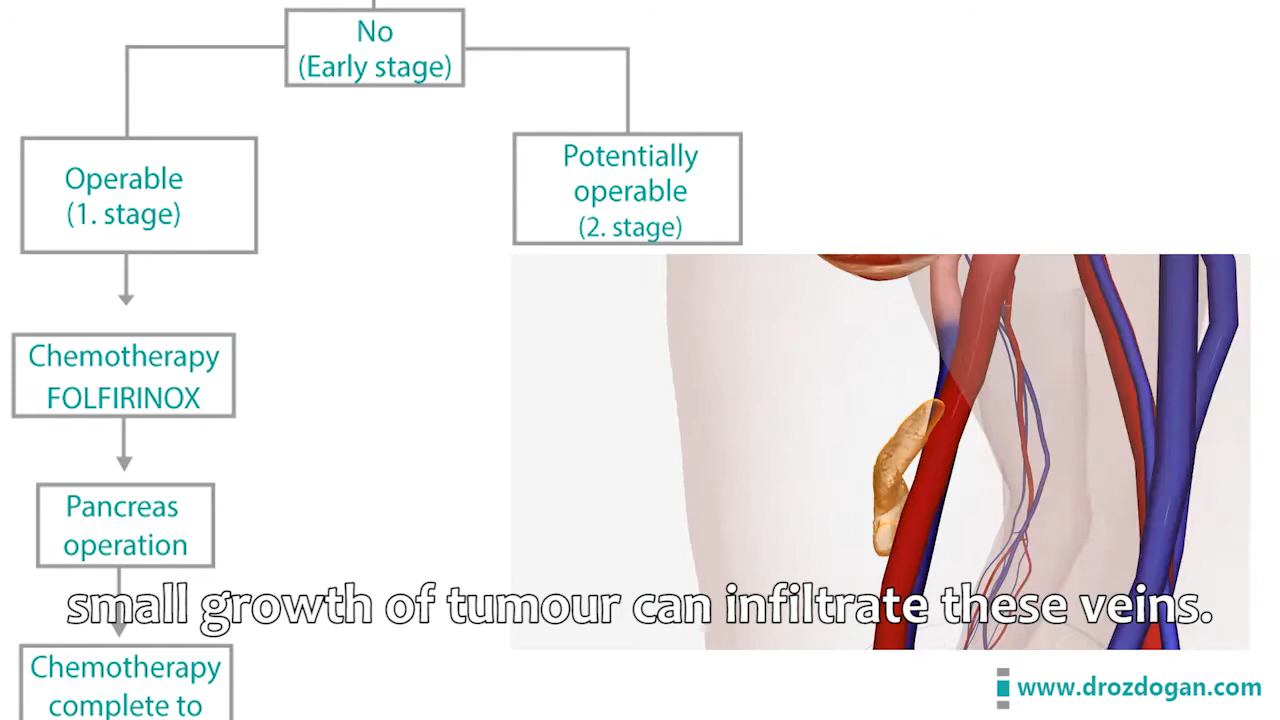 No
(Early stage)
Operable
(1. stage)
Potentially
operable
(2. stage)
Chemotherapy
FOLFIRINOX
Pancreas
operation
small growth of tumour can infiltrate these veins.
Chemotherapy
complete to
www.drozdogan.com